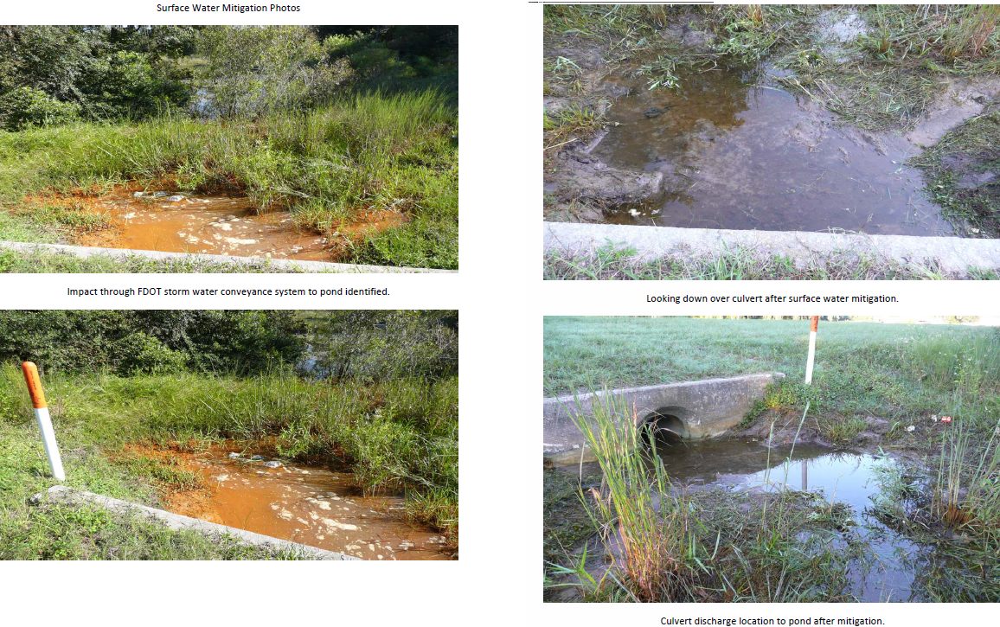 Surface Water Mitigation Photos
Impact through FDOT storm water conveyance system to pond identified.
Looking down over culvert after surface water mitigation.
Culvert discharge location to pond after mitigation.